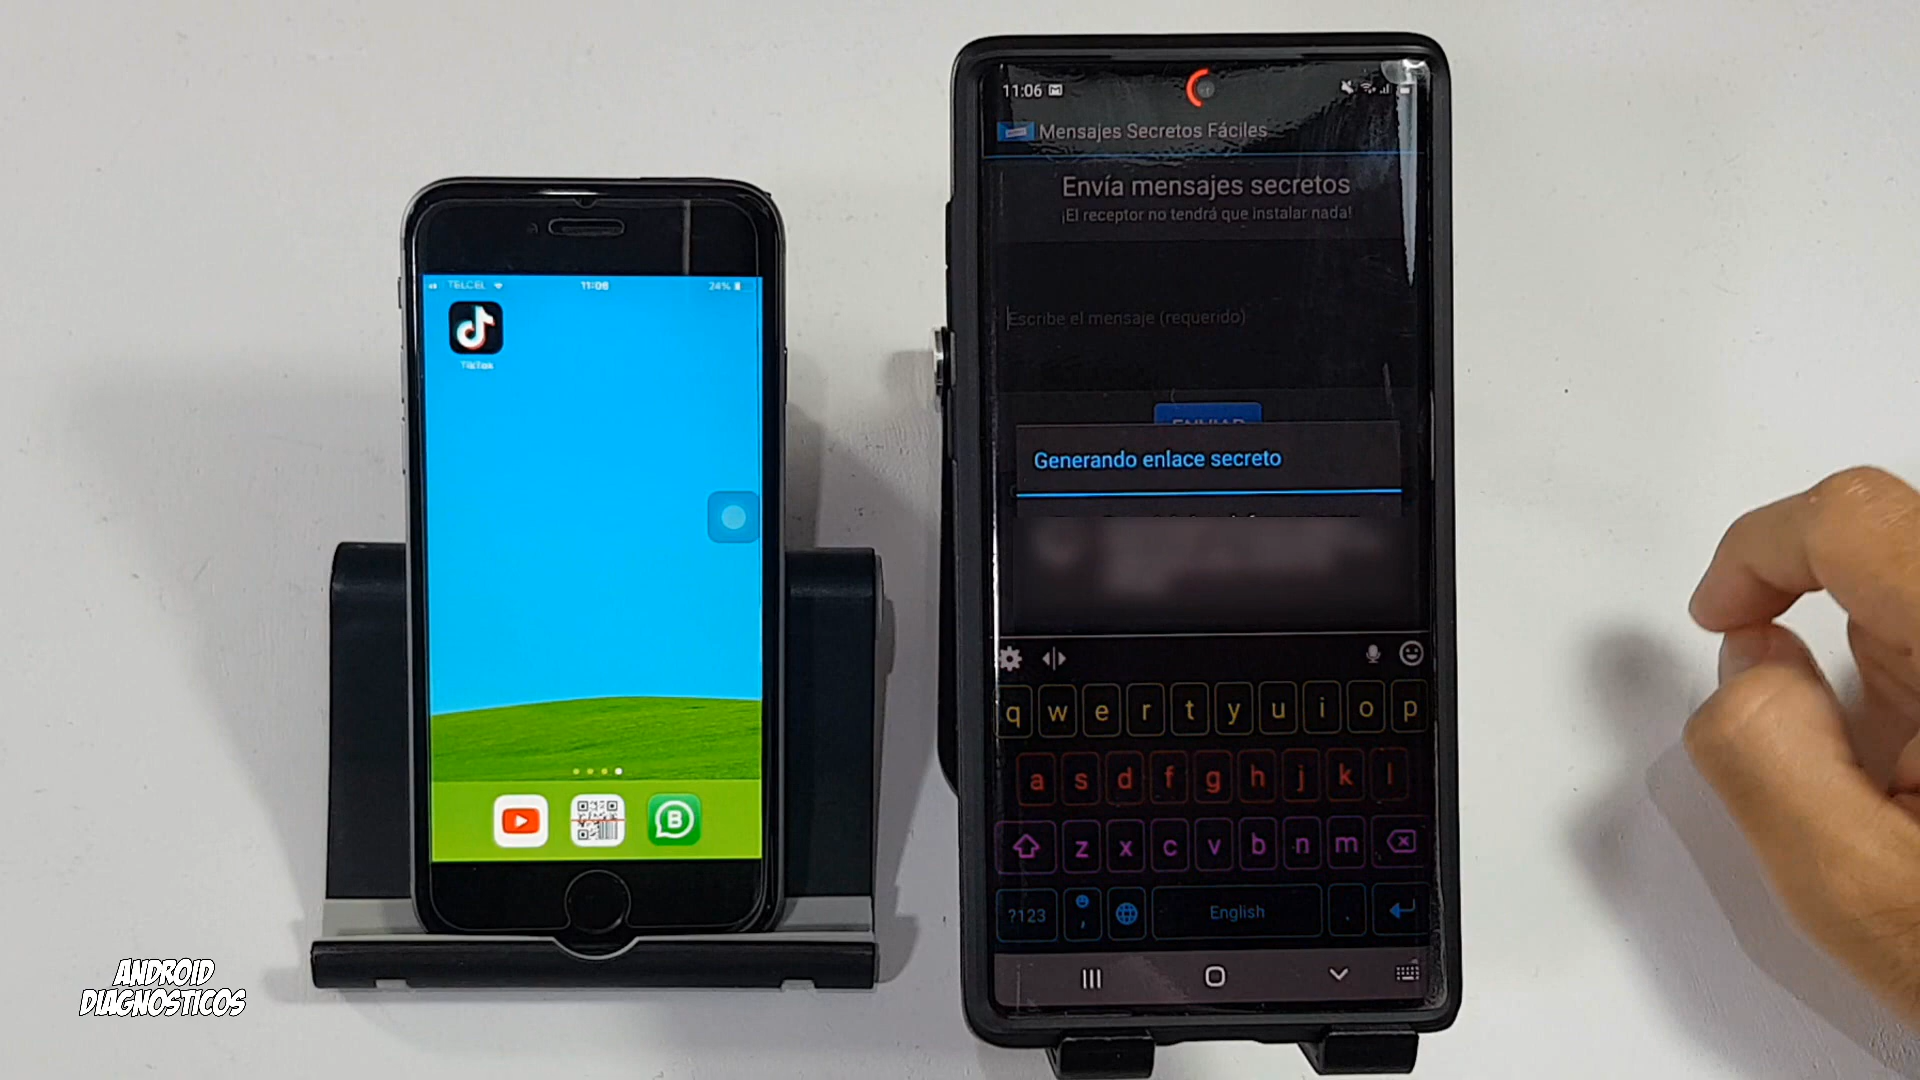 TELCEL
11:06
24%
TikTok
11:06
Mensajes Secretos Fáciles
Envía mensajes secretos
¡El receptor no tendrá que instalar nada!
Escribe el mensaje (requerido)
ENVIAR
Generando enlace secreto
q w e r t y u i o p
a s d f g h j k l
z x c v b n m
?123 , English .
B
ANDROID
DIAGNOSTICOS